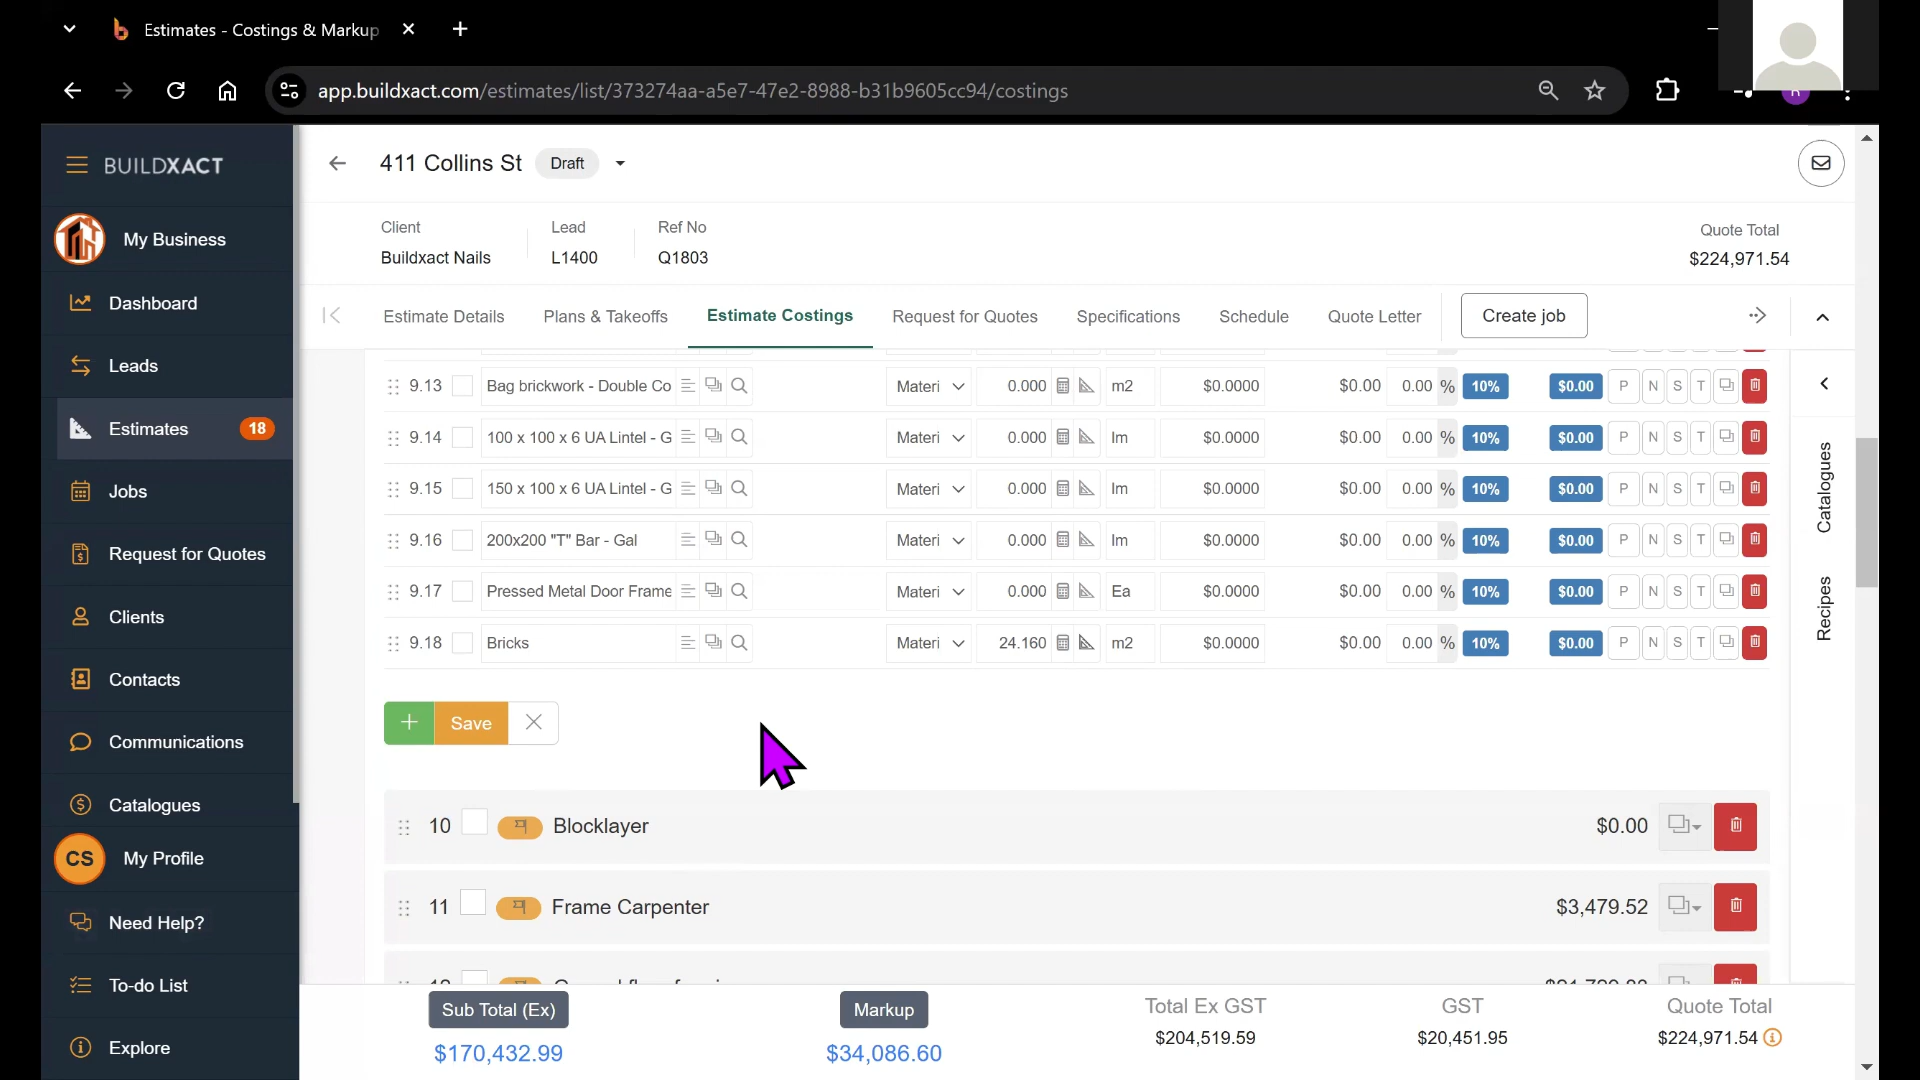 Estimates - Costings & Markup
app.buildxact.com/estimates/list/373274aa-a5e7-47e2-8988-b31b9605cc94/costings
BUILDXACT
My Business
Dashboard
Leads
Estimates 18
Jobs
Request for Quotes
Clients
Contacts
Communications
Catalogues
CS My Profile
Need Help?
To-do List
Explore
411 Collins St Draft
Client Lead Ref No
Buildxact Nails L1400 Q1803
Quote Total
$224,971.54
Estimate Details Plans & Takeoffs Estimate Costings Request for Quotes Specifications Schedule Quote Letter Create job
9.13 Bag brickwork - Double Co Materi 0.000 m2 $0.0000 $0.00 0.00 % 10% $0.00 P N S T
9.14 100 x 100 x 6 UA Lintel - G Materi 0.000 lm $0.0000 $0.00 0.00 % 10% $0.00 P N S T
9.15 150 x 100 x 6 UA Lintel - G Materi 0.000 lm $0.0000 $0.00 0.00 % 10% $0.00 P N S T
9.16 200x200 "T" Bar - Gal Materi 0.000 lm $0.0000 $0.00 0.00 % 10% $0.00 P N S T
9.17 Pressed Metal Door Frame Materi 0.000 Ea $0.0000 $0.00 0.00 % 10% $0.00 P N S T
9.18 Bricks Materi 24.160 m2 $0.0000 $0.00 0.00 % 10% $0.00 P N S T
Save
10 Blocklayer $0.00
11 Frame Carpenter $3,479.52
Catalogues
Recipes
Sub Total (Ex) Markup Total Ex GST GST Quote Total
$170,432.99 $34,086.60 $204,519.59 $20,451.95 $224,971.54